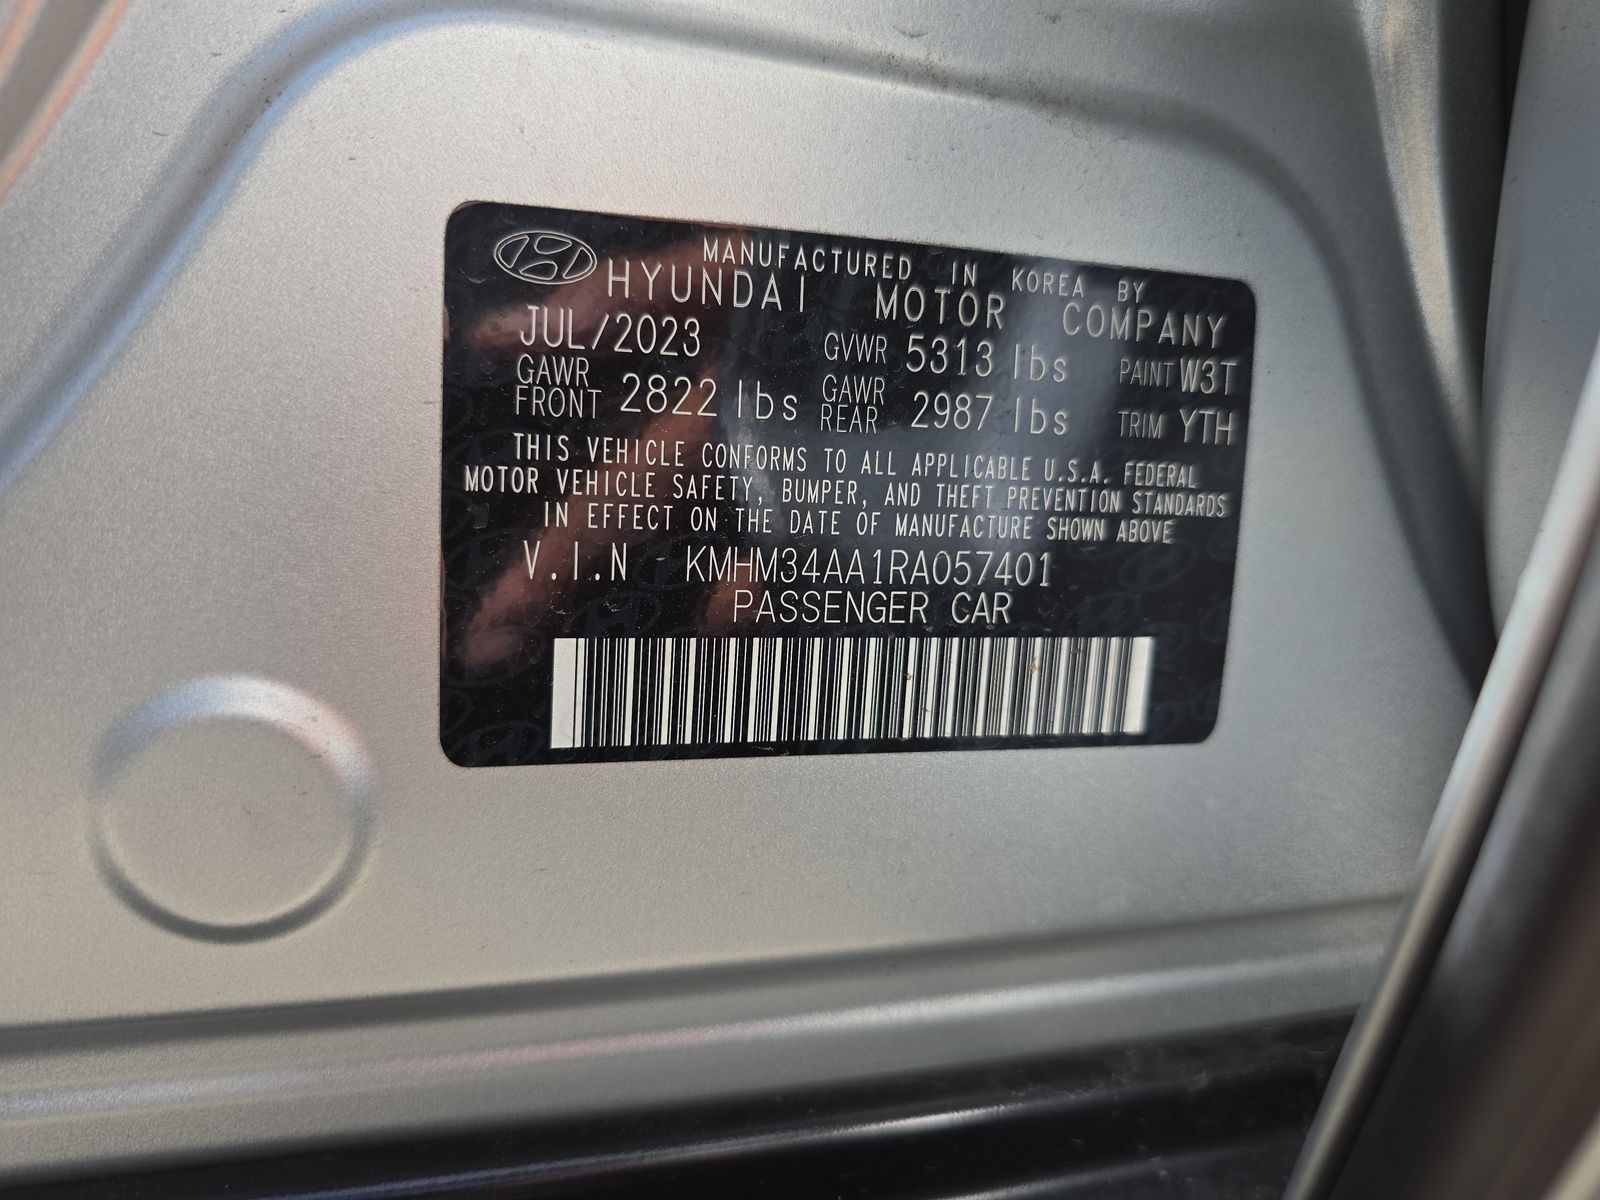 MANUFACTURED IN KOREA BY
HYUNDAI MOTOR COMPANY
JUL/2023 GVWR 5313 lbs PAINT W3T
GAWR FRONT 2822 lbs GAWR REAR 2987 lbs TRIM YTH
THIS VEHICLE CONFORMS TO ALL APPLICABLE U.S.A. FEDERAL
MOTOR VEHICLE SAFETY, BUMPER, AND THEFT PREVENTION STANDARDS
IN EFFECT ON THE DATE OF MANUFACTURE SHOWN ABOVE
V.I.N KMHM34AA1RA057401
PASSENGER CAR